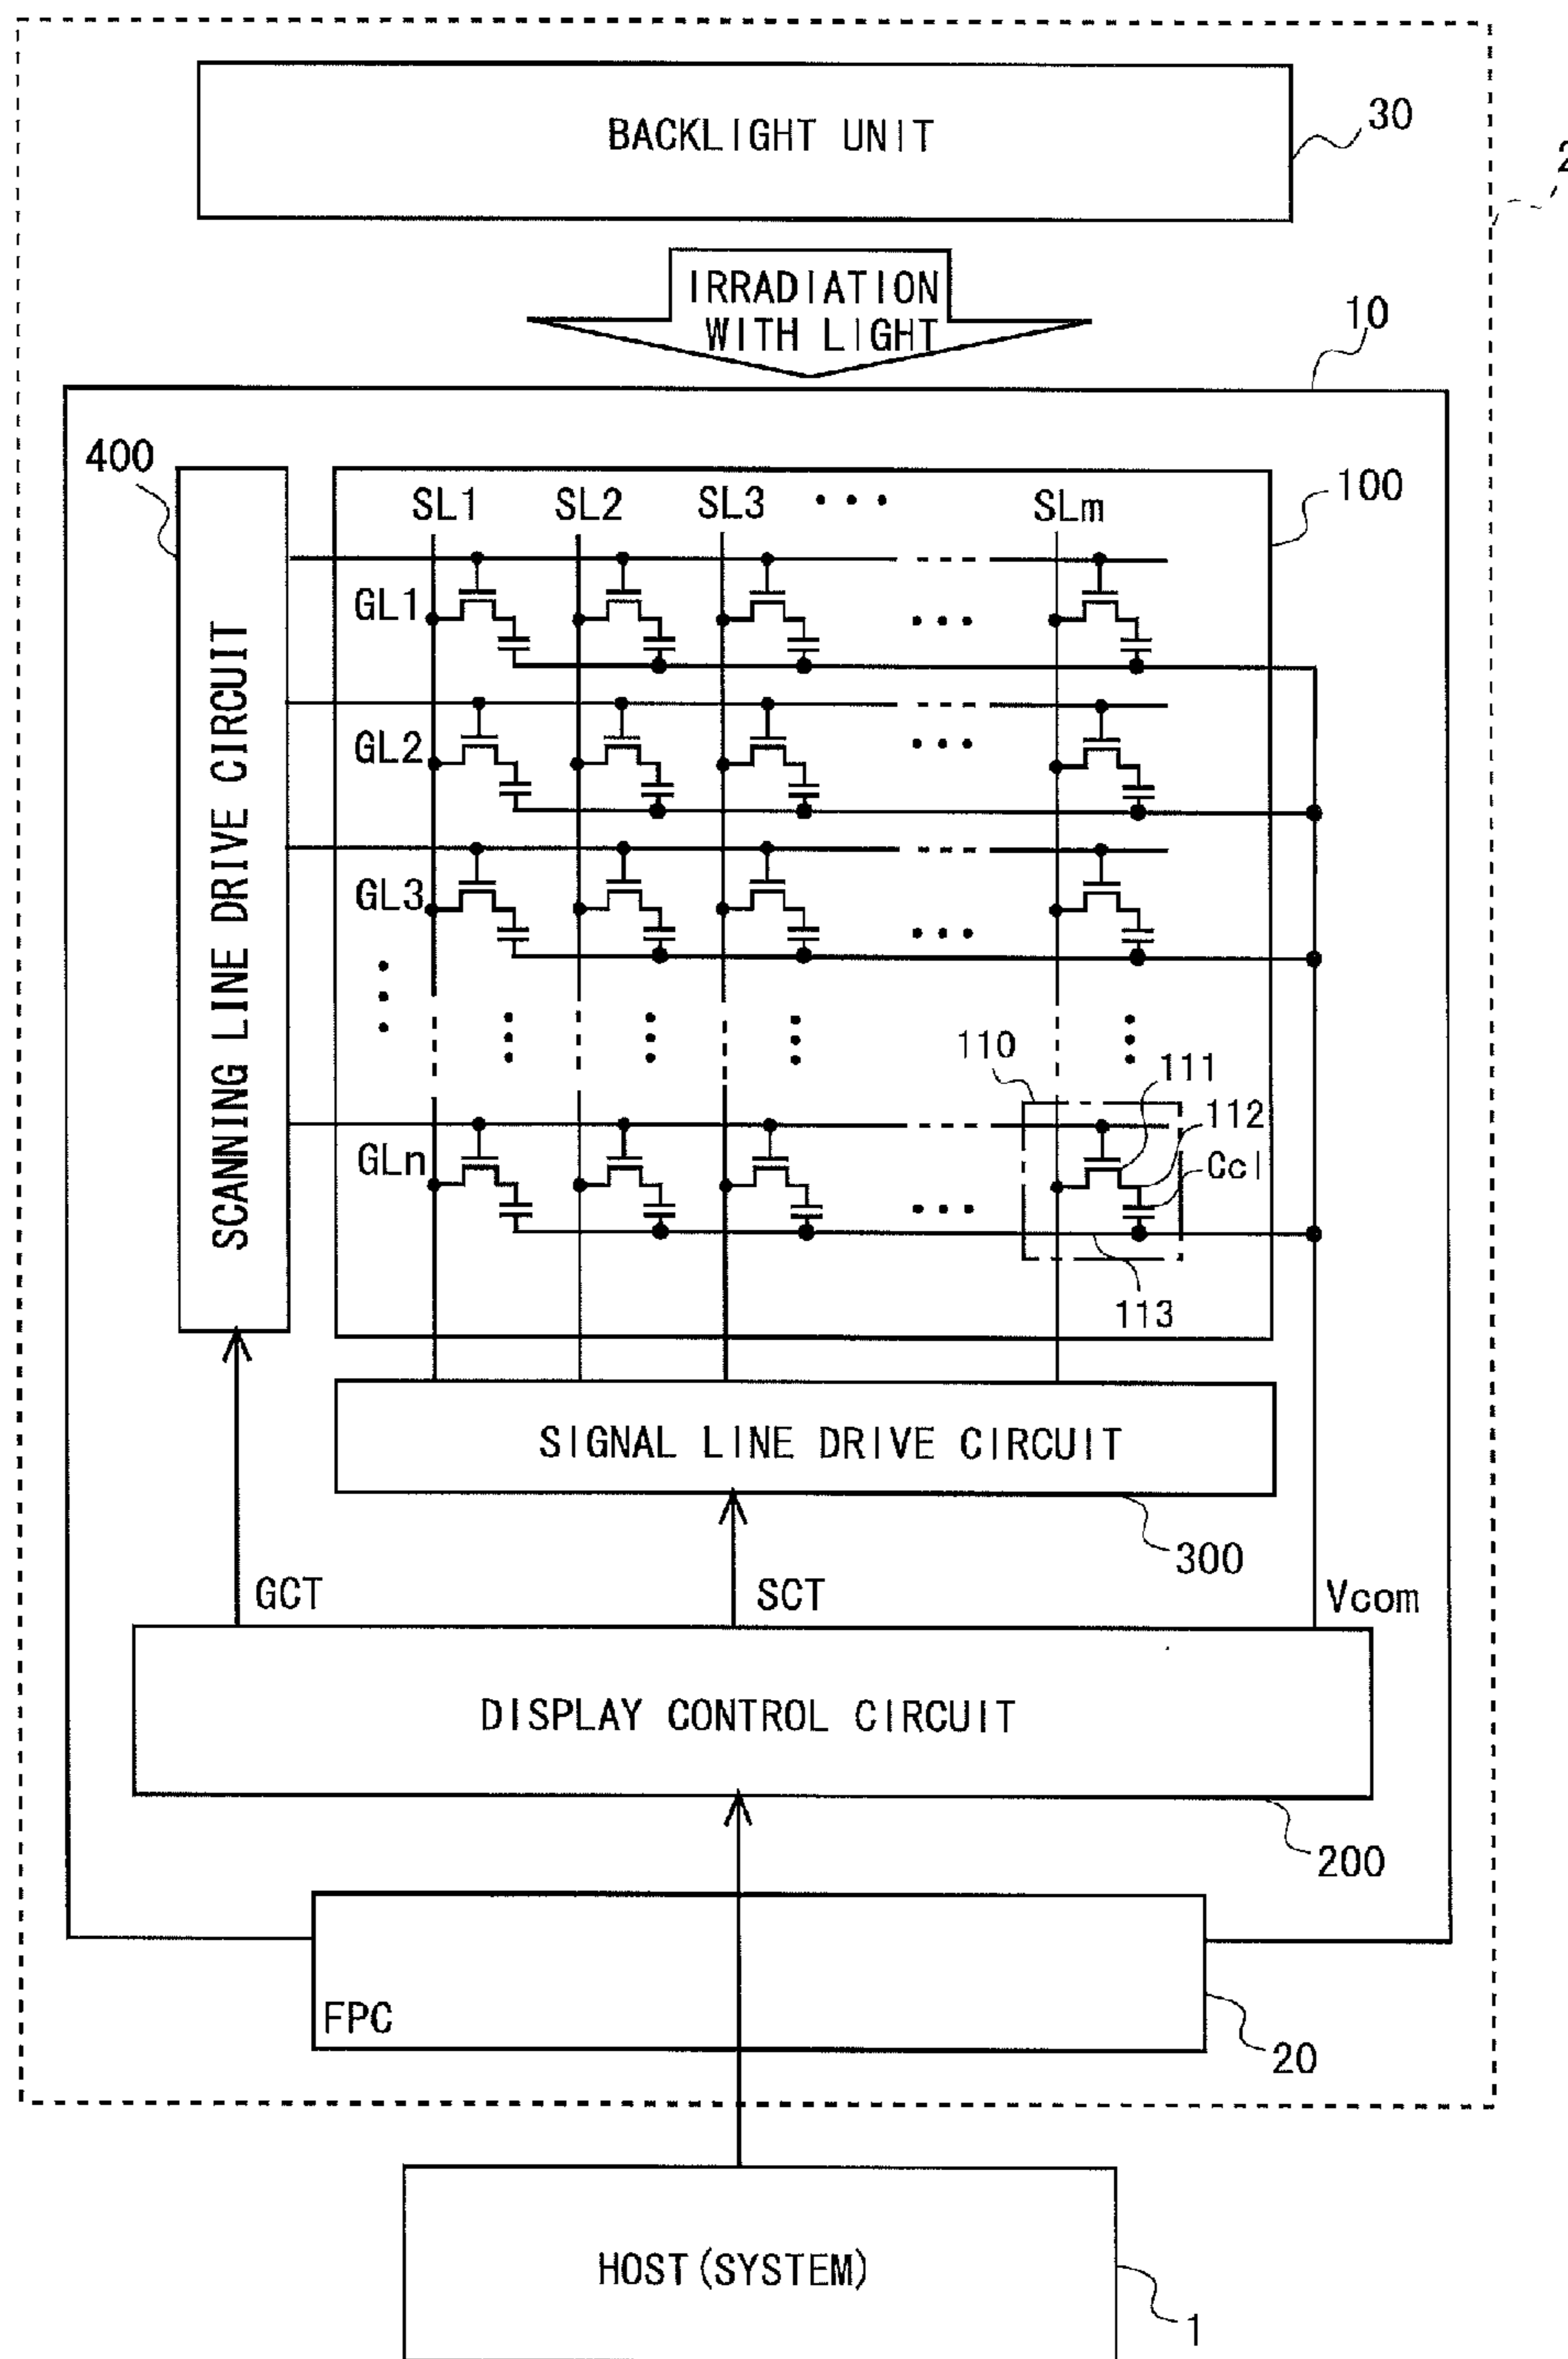 BACKLIGHT UNIT
30
2
IRRADIATION
WITH LIGHT
10
400
SCANNING LINE DRIVE CIRCUIT
SL1 SL2 SL3 ••• SLm
100
GL1
•••
GL2
•••
GL3
•••
110
111
112
Ccl
GLn
•••
113
SIGNAL LINE DRIVE CIRCUIT
300
GCT
SCT
Vcom
DISPLAY CONTROL CIRCUIT
200
FPC
20
HOST(SYSTEM)
1